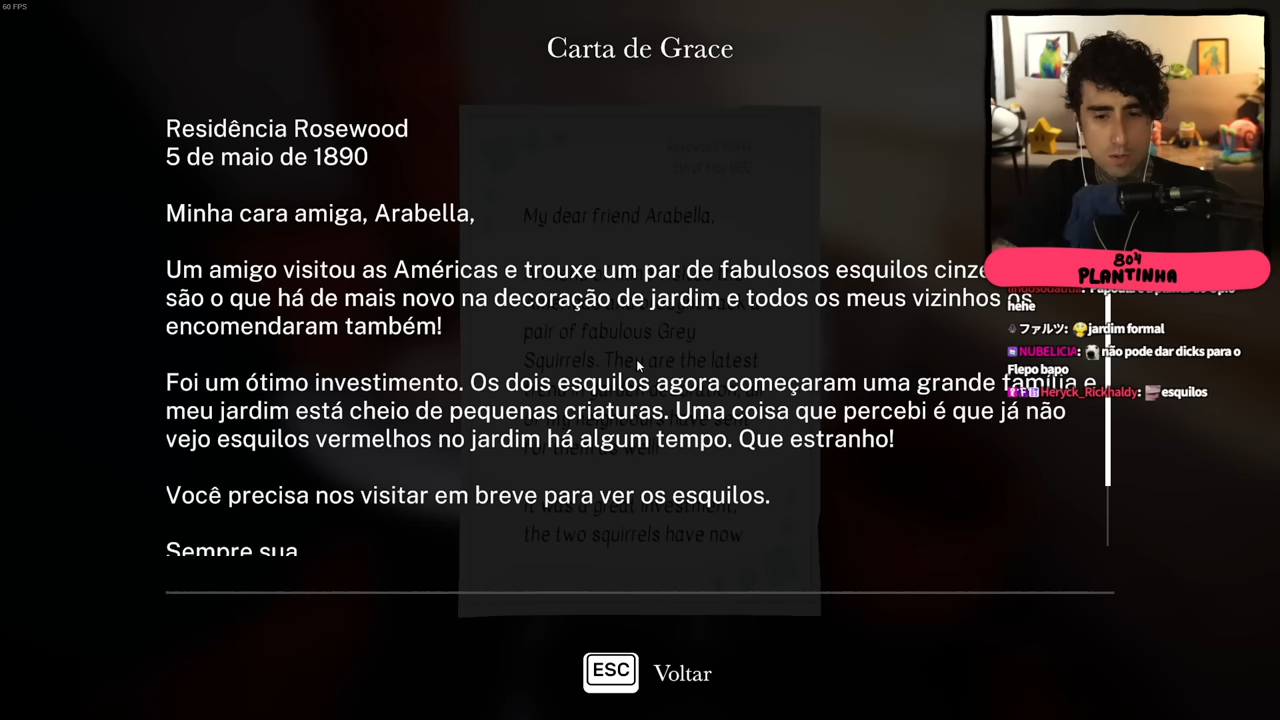 60 FPS
Carta de Grace
Residência Rosewood
5 de maio de 1890
My dear friend Arabella,
Minha cara amiga, Arabella,
Um amigo visitou as Américas e trouxe um par de fabulosos esquilos
são o que há de mais novo na decoração de jardim e todos os meus vizinhos os
encomendaram também!
pair of fabulous Grey
Squirrels. They are the latest
Foi um ótimo investimento. Os dois esquilos agora começaram uma grande família e
meu jardim está cheio de pequenas criaturas. Uma coisa que percebi é que já não
vejo esquilos vermelhos no jardim há algum tempo. Que estranho!
Você precisa nos visitar em breve para ver os esquilos.
It was a great investment,
the two squirrels have now
Sempre sua
ESC Voltar
804
PLANTINHA
hehe
ファルツ: jardim formal
NUBELICIA: não pode dar dicks para o
Flepo bapo
Heryck_Rickhaldy: esquilos